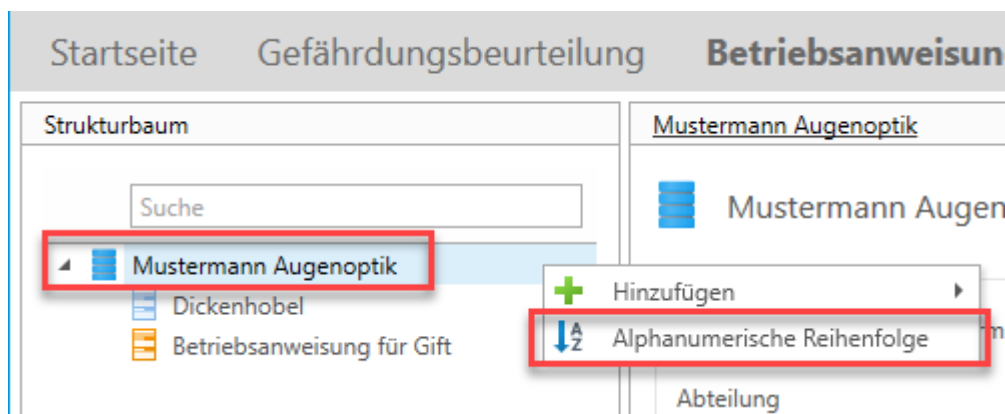 Startseite Gefährdungsbeurteilung Betriebsanweisun
Strukturbaum
Suche
Mustermann Augenoptik
Dickenhobel
Betriebsanweisung für Gift
Mustermann Augenoptik
Mustermann Augen
Hinzufügen
Alphanumerische Reihenfolge
Abteilung